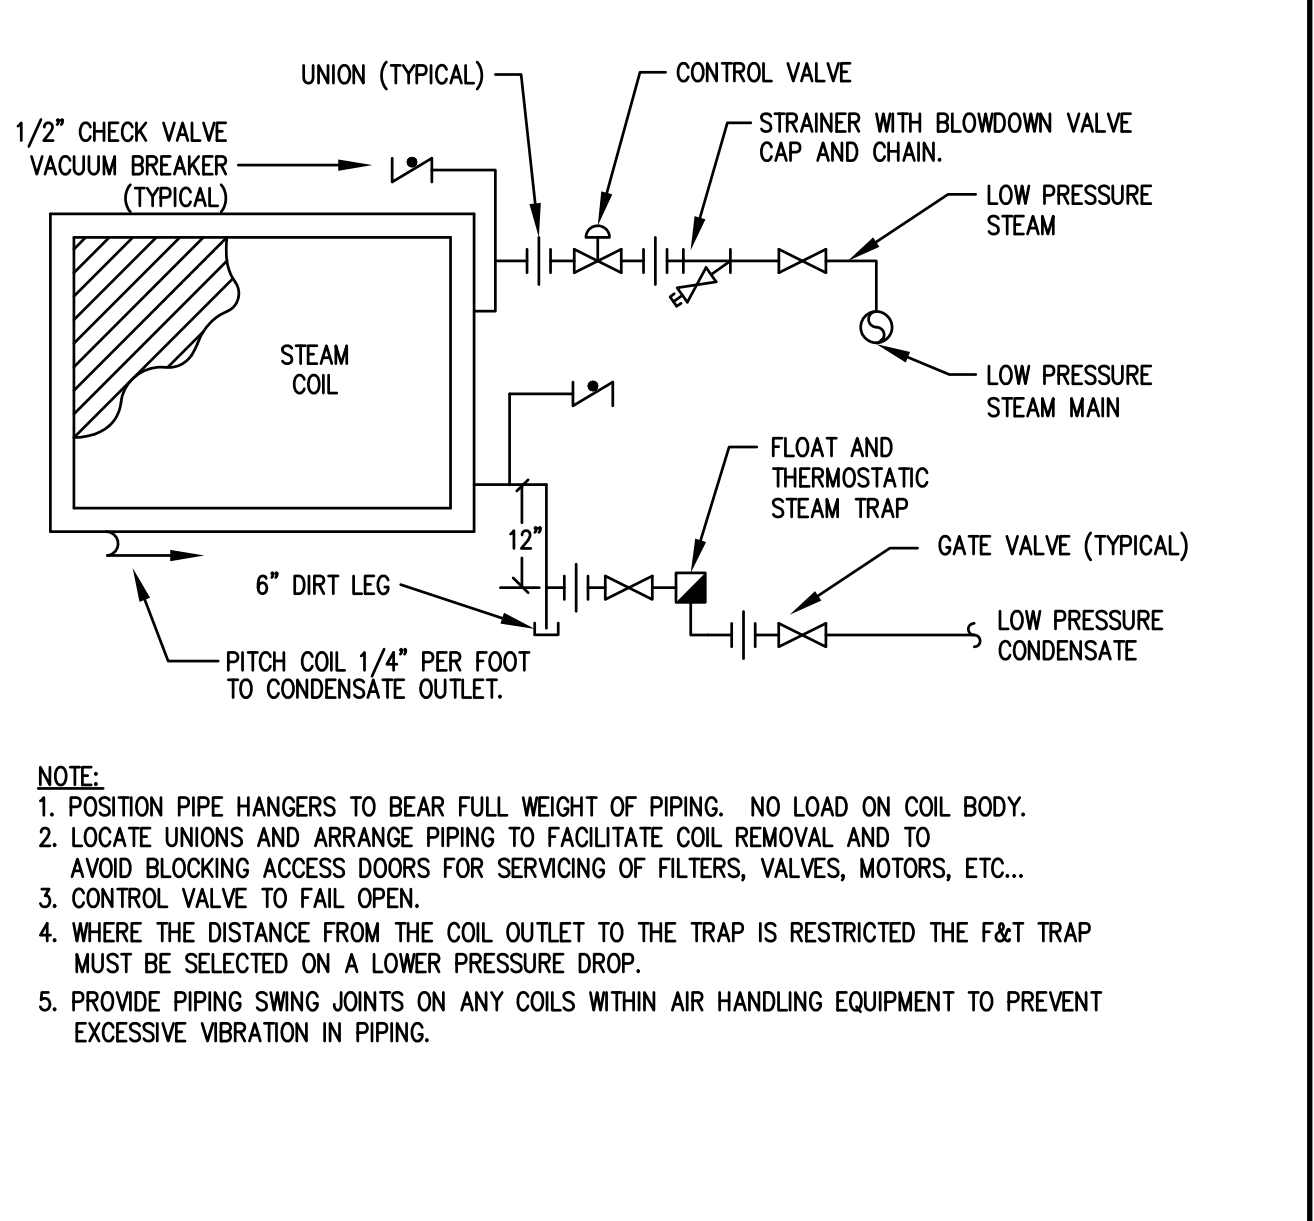 UNION (TYPICAL)
CONTROL VALVE
1/2" CHECK VALVE
VACUUM BREAKER
(TYPICAL)
STRAINER WITH BLOWDOWN VALVE
CAP AND CHAIN.
LOW PRESSURE
STEAM
STEAM
COIL
LOW PRESSURE
STEAM MAIN
FLOAT AND
THERMOSTATIC
STEAM TRAP
12"
GATE VALVE (TYPICAL)
6" DIRT LEG
LOW PRESSURE
CONDENSATE
PITCH COIL 1/4" PER FOOT
TO CONDENSATE OUTLET.
NOTE:
1. POSITION PIPE HANGERS TO BEAR FULL WEIGHT OF PIPING. NO LOAD ON COIL BODY.
2. LOCATE UNIONS AND ARRANGE PIPING TO FACILITATE COIL REMOVAL AND TO
AVOID BLOCKING ACCESS DOORS FOR SERVICING OF FILTERS, VALVES, MOTORS, ETC...
3. CONTROL VALVE TO FAIL OPEN.
4. WHERE THE DISTANCE FROM THE COIL OUTLET TO THE TRAP IS RESTRICTED THE F&T TRAP
MUST BE SELECTED ON A LOWER PRESSURE DROP.
5. PROVIDE PIPING SWING JOINTS ON ANY COILS WITHIN AIR HANDLING EQUIPMENT TO PREVENT
EXCESSIVE VIBRATION IN PIPING.